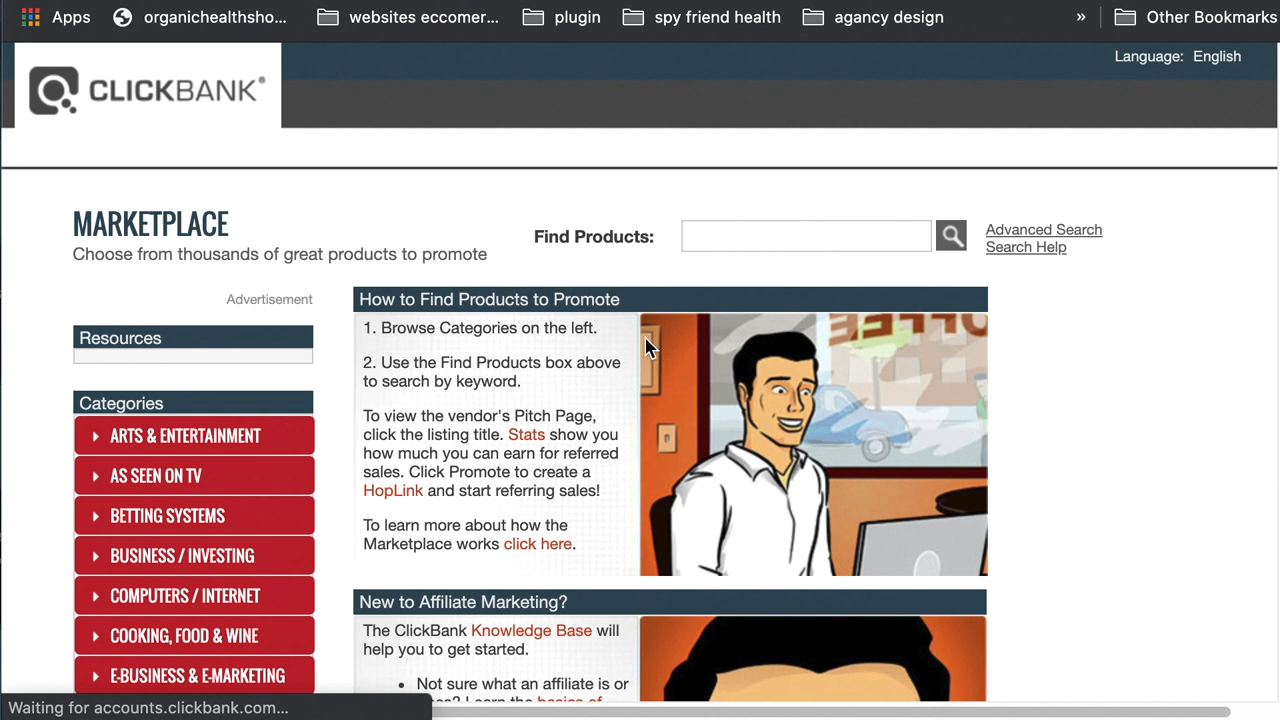 Apps
organichealthsho...
websites eccomer...
plugin
spy friend health
agancy design
»
Other Bookmarks
Language: English
CLICKBANK®
MARKETPLACE
Choose from thousands of great products to promote
Find Products:
Advanced Search
Search Help
Advertisement
Resources
Categories
ARTS & ENTERTAINMENT
AS SEEN ON TV
BETTING SYSTEMS
BUSINESS / INVESTING
COMPUTERS / INTERNET
COOKING, FOOD & WINE
E-BUSINESS & E-MARKETING
How to Find Products to Promote
1. Browse Categories on the left.
2. Use the Find Products box above
to search by keyword.
To view the vendor's Pitch Page,
click the listing title. Stats show you
how much you can earn for referred
sales. Click Promote to create a
HopLink and start referring sales!
To learn more about how the
Marketplace works click here.
New to Affiliate Marketing?
The ClickBank Knowledge Base will
help you to get started.
• Not sure what an affiliate is or
Learn the basics of
Waiting for accounts.clickbank.com...